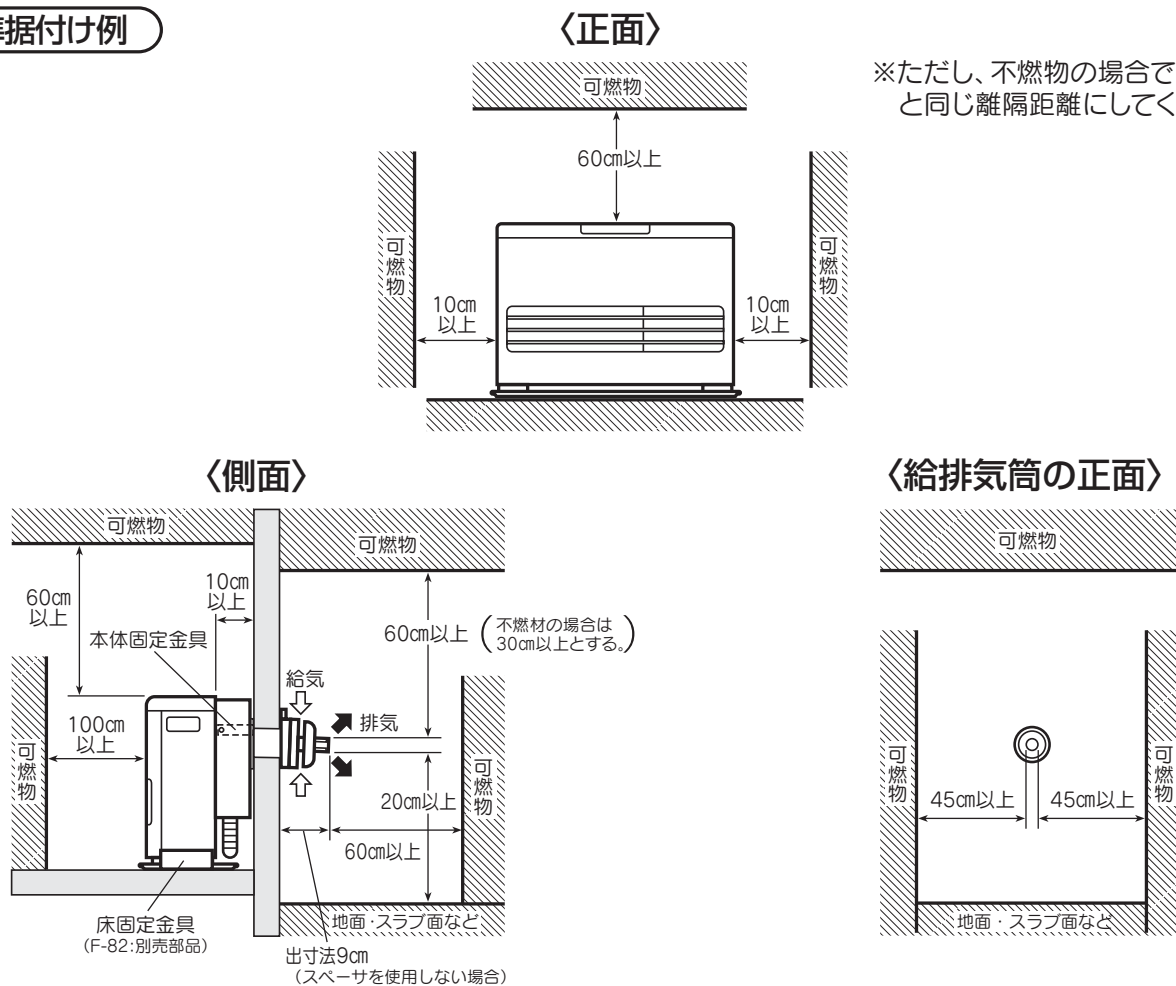 据付け例
〈正面〉
※ただし、不燃物の場合で
と同じ離隔距離にしてく
可燃物
60㎝以上
可燃物
可燃物
10㎝
以上
10㎝
以上
〈側面〉
可燃物
可燃物
60㎝
以上
10㎝
以上
本体固定金具
60㎝以上
(不燃材の場合は
30㎝以上とする。)
給気
排気
100㎝
以上
可燃物
可燃物
20㎝以上
60㎝以上
地面・スラブ面など
床固定金具
(F-82:別売部品)
出寸法9㎝
(スペーサを使用しない場合)
〈給排気筒の正面〉
可燃物
可燃物
可燃物
45㎝以上
45㎝以上
地面・スラブ面など